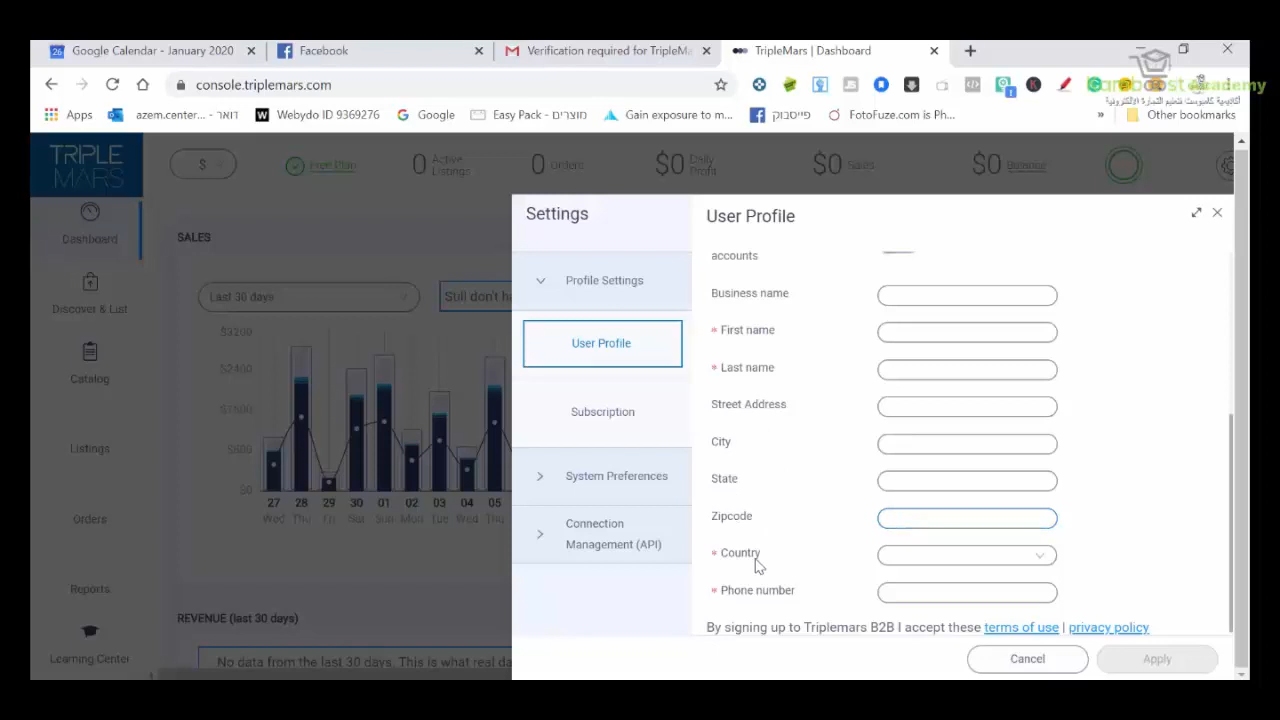 Google Calendar - January 2020
Facebook
Verification required for TripleMa
TripleMars | Dashboard
console.triplemars.com
Academy
أكاديمية كامبوست لتعليم التجارة الإلكترونية
Apps
azem.center... - דואר
Webydo ID 9369276
Google
Easy Pack - מוצרים
Gain exposure to m...
פייסבוק
FotoFuze.com is Ph...
»
Other bookmarks
TRIPLE MARS
$
Free Plan
0 Active Listings
0 Orders
$0 Daily Profit
$0 Sales
$0 Balance
Dashboard
Discover & List
Catalog
Listings
Orders
Reports
Learning Center
SALES
Last 30 days
Still don't h
$3200
$2400
$1600
$800
$0
27 28 29 30 01 02 03 04 05
Wed Thu Fri Sat Sun Mon Tue Wed Thu
REVENUE (last 30 days)
No data from the last 30 days. This is what real da
Settings
Profile Settings
User Profile
Subscription
System Preferences
Connection
Management (API)
User Profile
accounts
Business name
* First name
* Last name
Street Address
City
State
Zipcode
* Country
* Phone number
By signing up to Triplemars B2B I accept these terms of use | privacy policy
Cancel
Apply